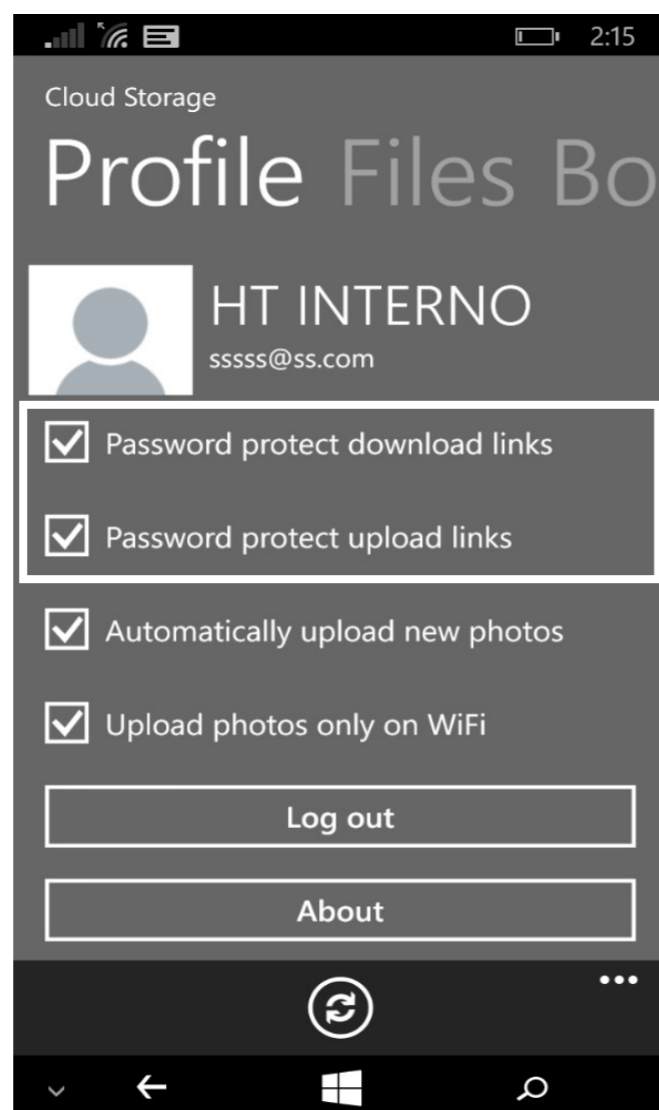 2:15
Cloud Storage
Profile Files Bo
HT INTERNO
sssss@ss.com
Password protect download links
Password protect upload links
Automatically upload new photos
Upload photos only on WiFi
Log out
About